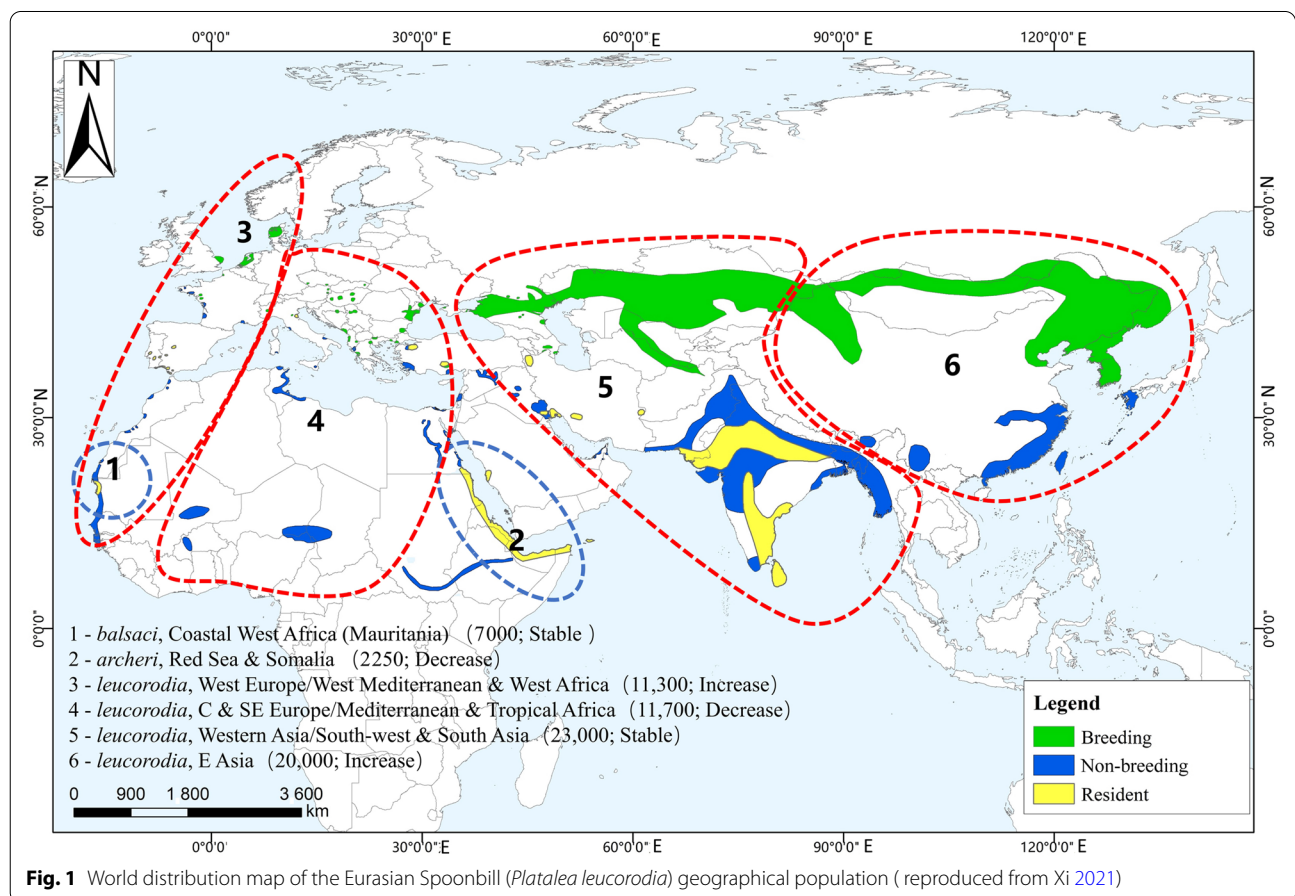 0°0'0" 30°0'0"E 60°0'0"E 90°0'0"E 120°0'0"E
N
60°0'0"N 60°0'0"N
3
6
5
30°0'0"N 30°0'0"N
4
1
2
0°0'0" 0°0'0"
1 - balsaci, Coastal West Africa (Mauritania) (7000; Stable )
2 - archeri, Red Sea & Somalia (2250; Decrease)
3 - leucorodia, West Europe/West Mediterranean & West Africa (11,300; Increase)
4 - leucorodia, C & SE Europe/Mediterranean & Tropical Africa (11,700; Decrease)
5 - leucorodia, Western Asia/South-west & South Asia (23,000; Stable)
6 - leucorodia, E Asia (20,000; Increase)
0 900 1 800 3 600
km
Legend
Breeding
Non-breeding
Resident
0°0'0" 30°0'0"E 60°0'0"E 90°0'0"E 120°0'0"E
Fig. 1 World distribution map of the Eurasian Spoonbill (Platalea leucorodia) geographical population ( reproduced from Xi 2021)